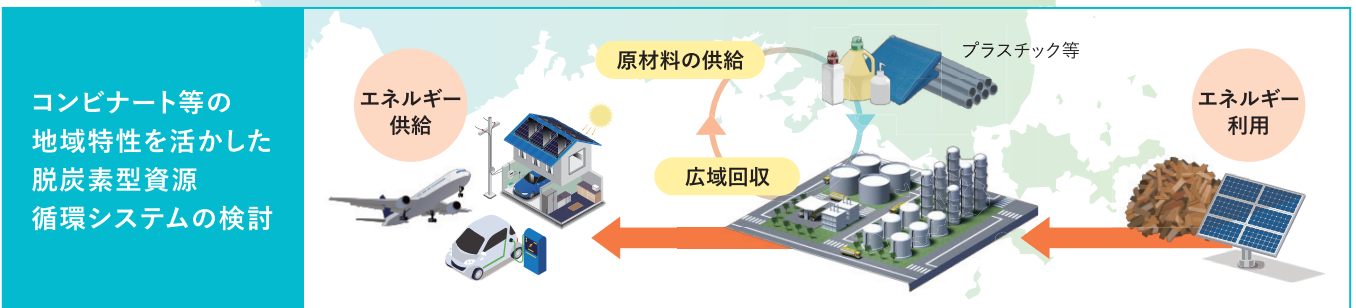 コンビナート等の
地域特性を活かした
脱炭素型資源
循環システムの検討
エネルギー
供給
原材料の供給
広域回収
プラスチック等
エネルギー
利用